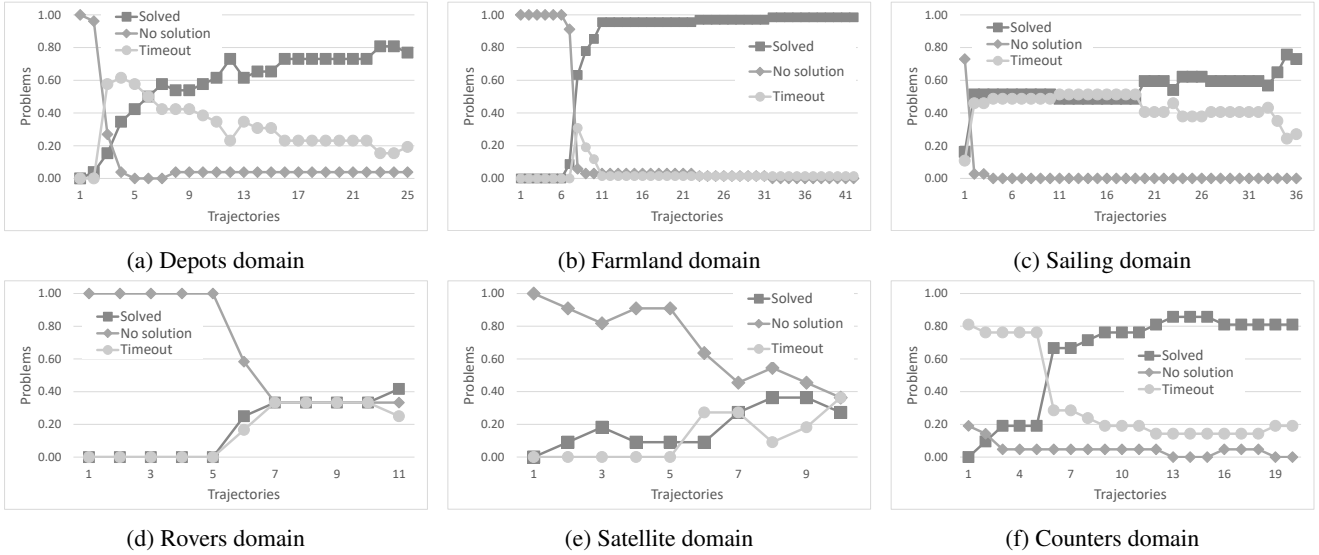 1.00
0.80
0.60
0.40
0.20
0.00
Problems
Solved
No solution
Timeout
1 5 9 13 17 21 25
Trajectories
(a) Depots domain
1.00
0.80
0.60
0.40
0.20
0.00
Problems
Solved
No solution
Timeout
1 6 11 16 21 26 31 36 41
Trajectories
(b) Farmland domain
1.00
0.80
0.60
0.40
0.20
0.00
Problems
Solved
No solution
Timeout
1 6 11 16 21 26 31 36
Trajectories
(c) Sailing domain
1.00
0.80
0.60
0.40
0.20
0.00
Problems
Solved
No solution
Timeout
1 3 5 7 9 11
Trajectories
(d) Rovers domain
1.00
0.80
0.60
0.40
0.20
0.00
Problems
Solved
No solution
Timeout
1 3 5 7 9
Trajectories
(e) Satellite domain
1.00
0.80
0.60
0.40
0.20
0.00
Problems
Solved
No solution
Timeout
1 4 7 10 13 16 19
Trajectories
(f) Counters domain